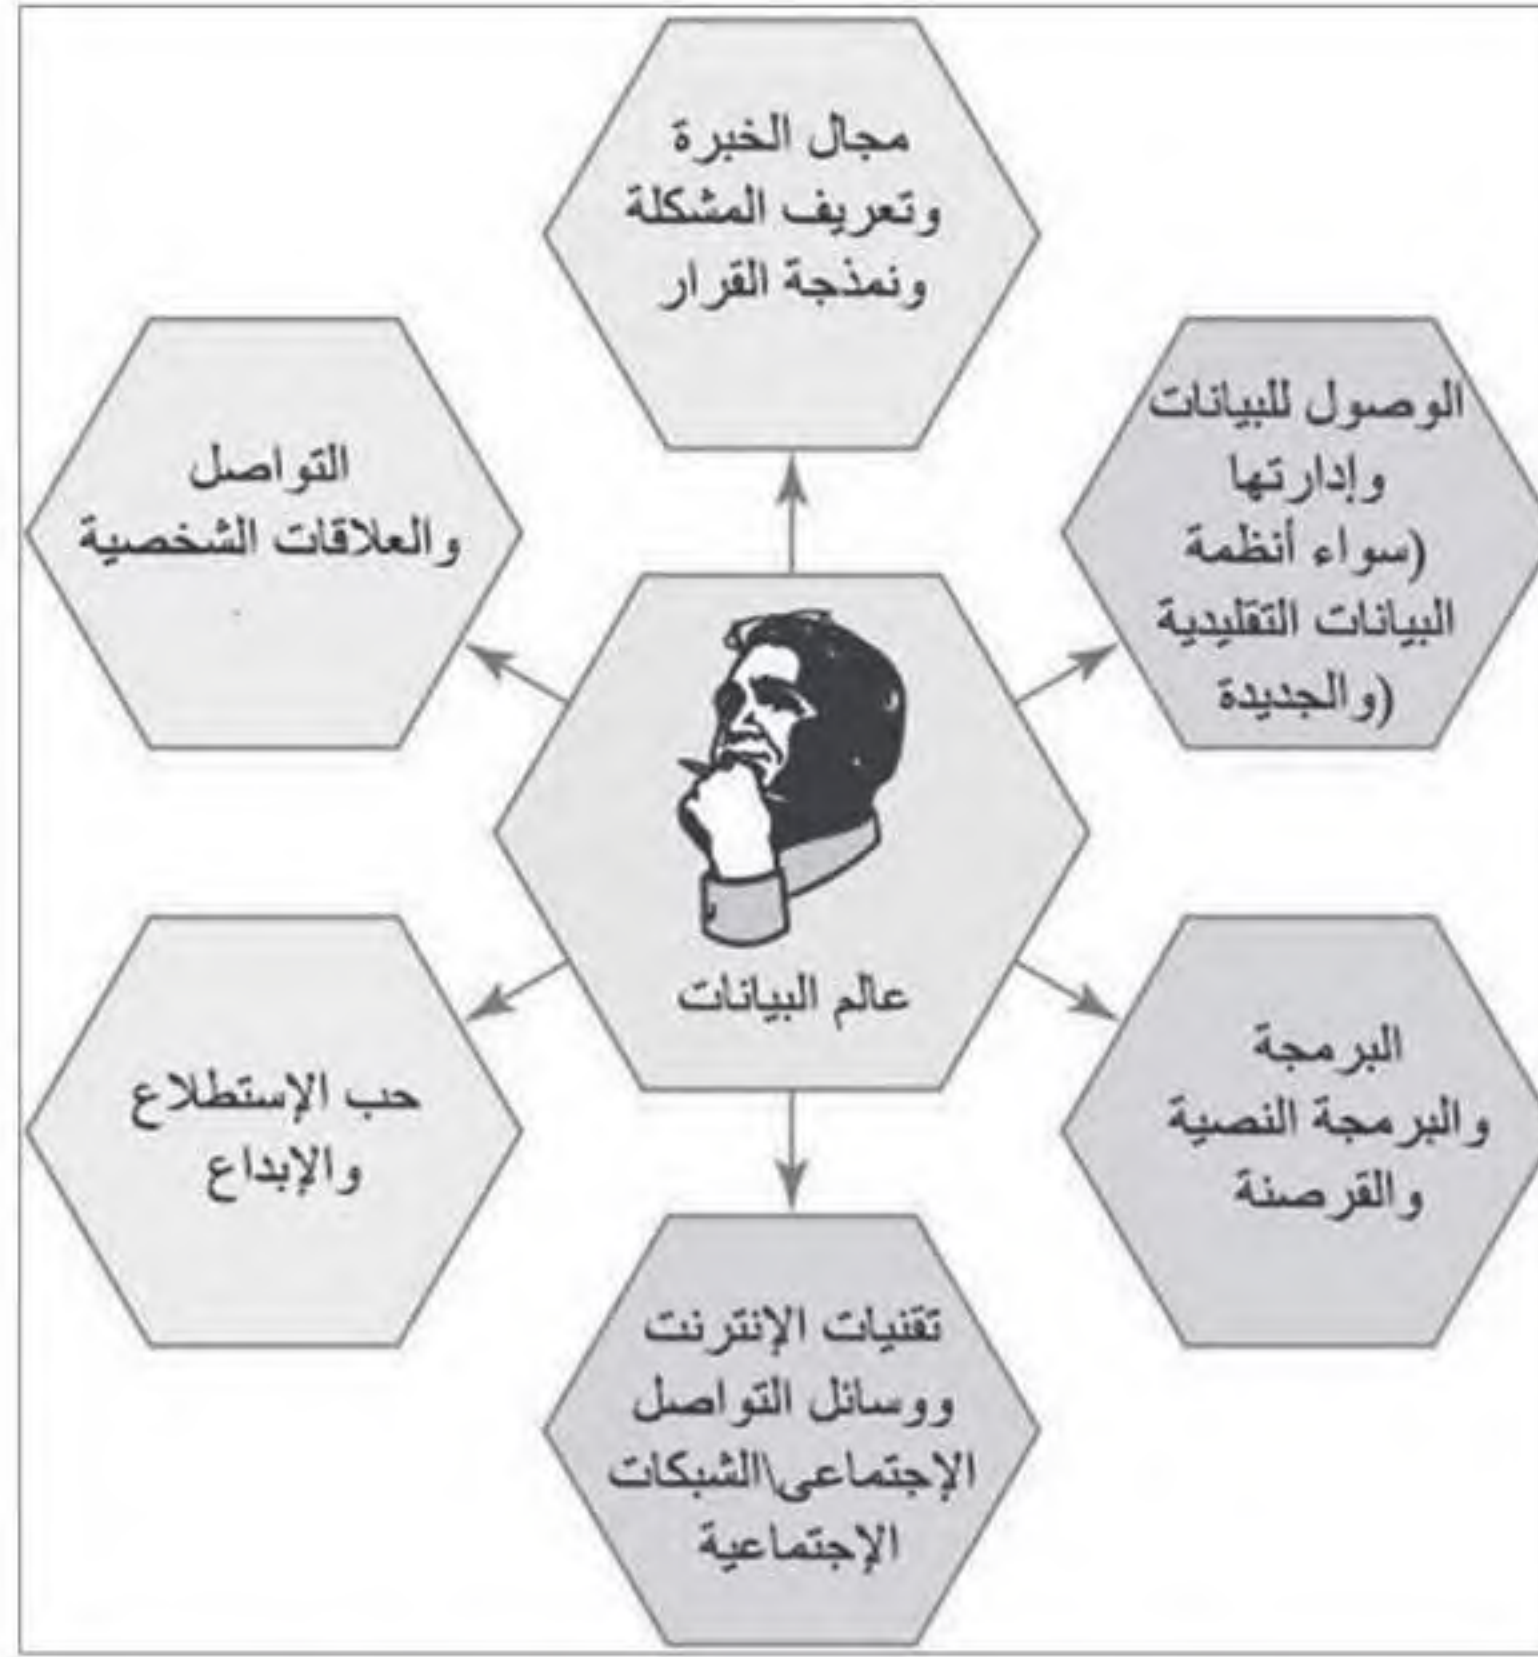 مجال الخبرة
وتعريف المشكلة
ونمذجة القرار
الوصول للبيانات
وإدارتها
(سواء أنظمة
البيانات التقليدية
(والجديدة
التواصل
والعلاقات الشخصية
عالم البيانات
البرمجة
والبرمجة النصية
والقرصنة
حب الإستطلاع
والإبداع
تقنيات الإنترنت
ووسائل التواصل
الإجتماعى\الشبكات
الإجتماعية